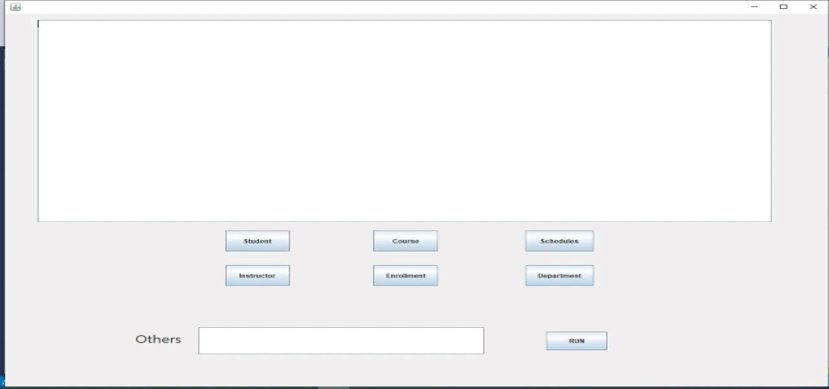 Student Course Schedules
Instructor Enrollment Department
Others RUN